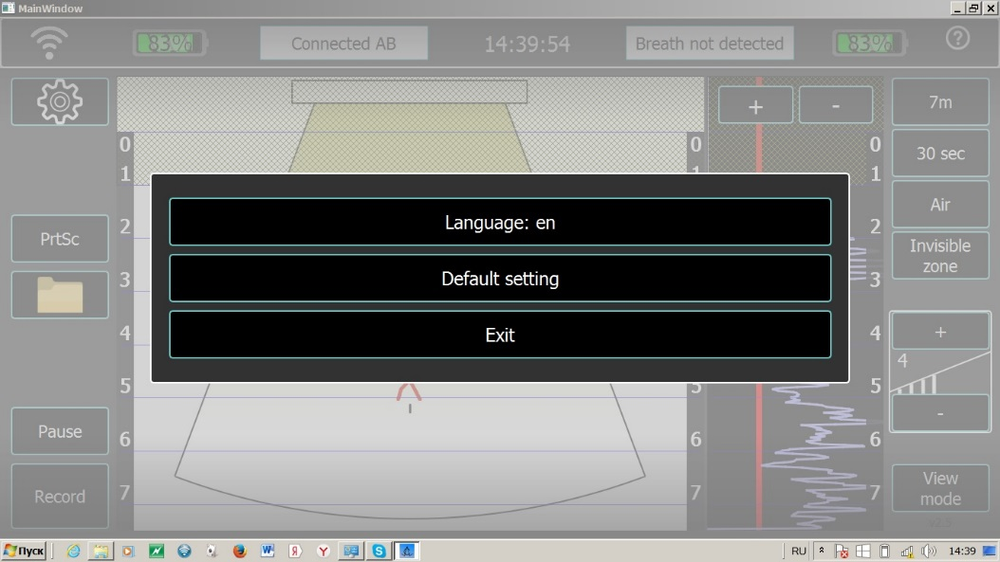 MainWindow
83%
Connected AB
14:39:54
Breath not detected
83%
?
+
-
7m
30 sec
Air
Invisible
zone
+
4
-
View
mode
v2.5
PrtSc
Pause
Record
0
1
2
3
4
5
6
7
0
1
5
6
7
0
1
2
3
4
5
6
7
Language: en
Default setting
Exit
Пуск
RU
14:39